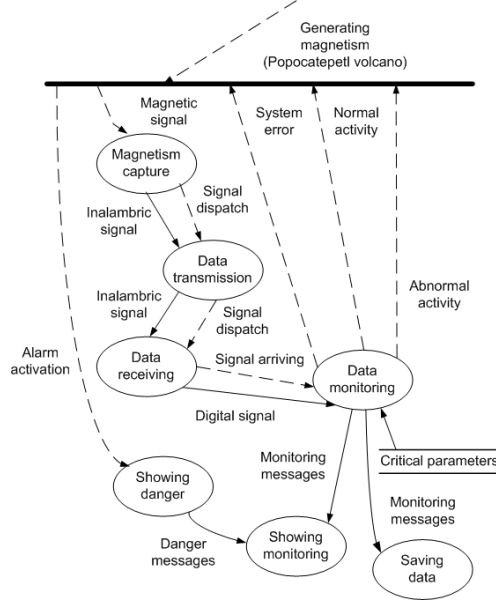 Generating
magnetism
(Popocatepetl volcano)
Magnetic
signal
System
error
Normal
activity
Magnetism
capture
Signal
dispatch
Inalambric
signal
Data
transmission
Abnormal
activity
Inalambric
signal
Signal
dispatch
Alarm
activation
Data
receiving
Signal arriving
Data
monitoring
Digital signal
Critical parameters
Monitoring
messages
Showing
danger
Monitoring
messages
Danger
messages
Showing
monitoring
Saving
data